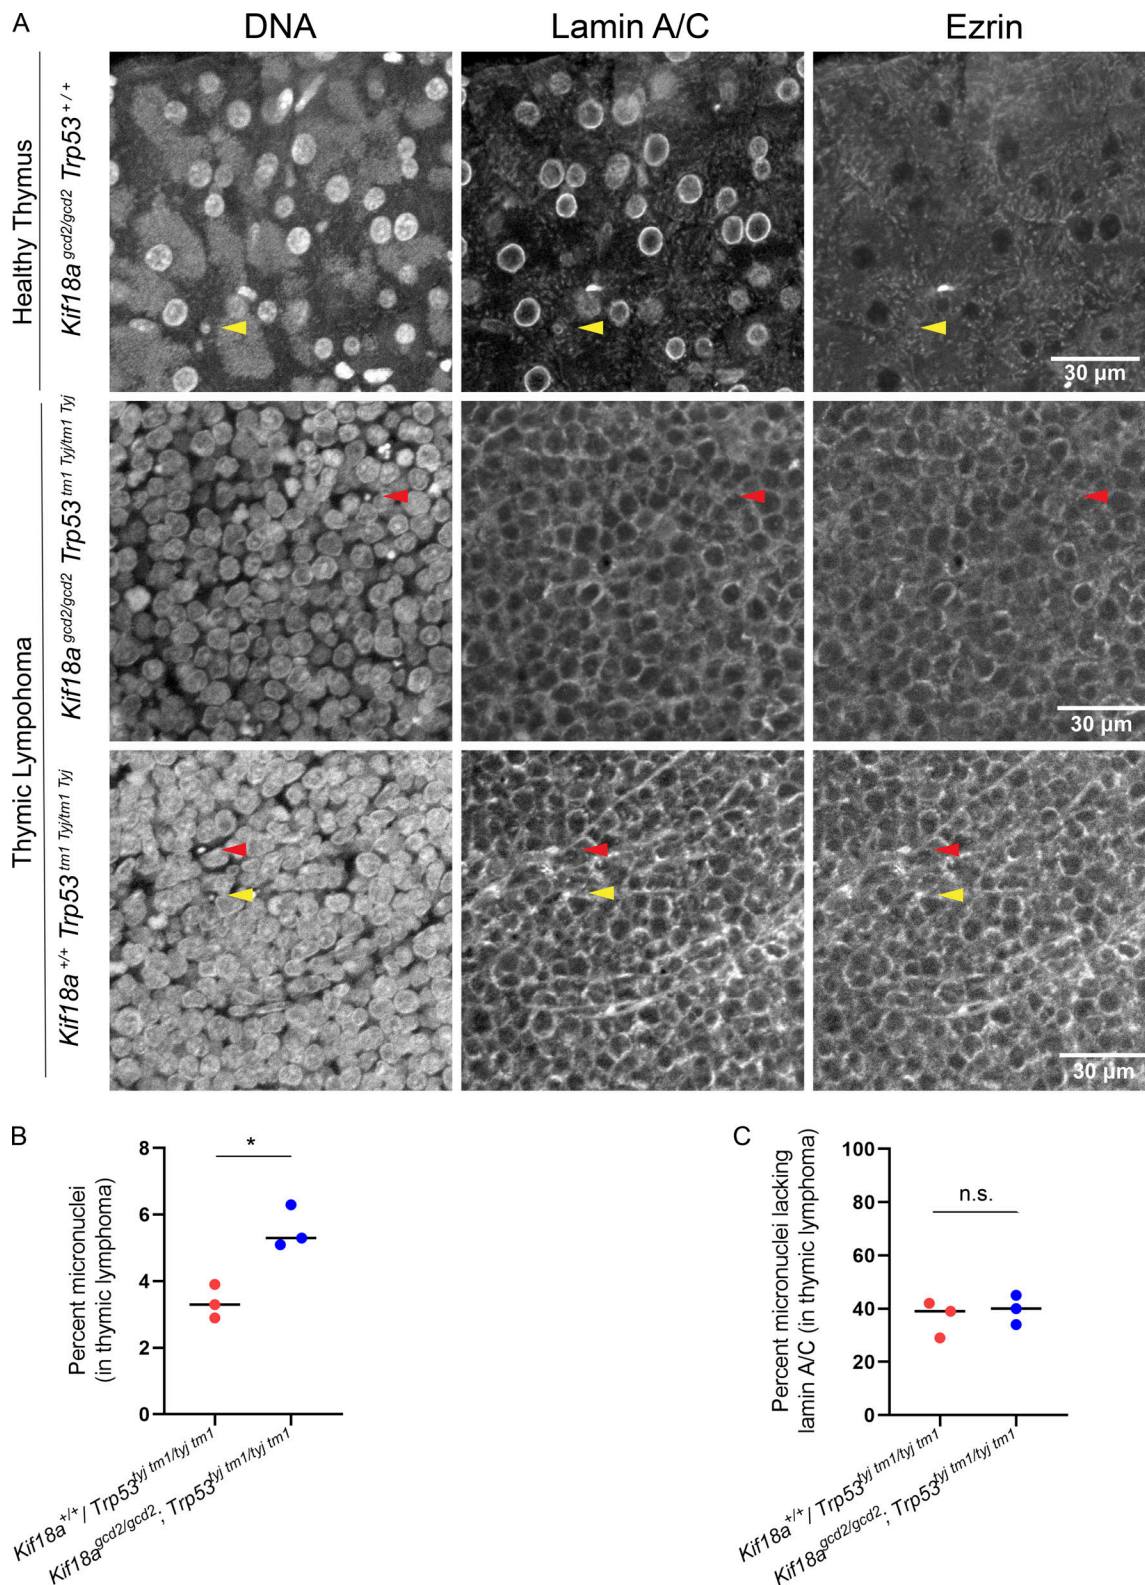 A
DNA
Lamin A/C
Ezrin
Healthy Thymus
Kif18a gcd2/gcd2 Trp53 +/+
30 µm
Thymic Lympohoma
Kif18a gcd2/gcd2 Trp53 tm1 Tyj/tm1 Tyj
30 µm
Kif18a +/+ Trp53 tm1 Tyj/tm1 Tyj
30 µm
B
Percent micronuclei
(in thymic lymphoma)
8
6
4
2
0
*
Kif18a+/+/ Trp53tyj tm1/tyj tm1
Kif18agcd2/gcd2; Trp53tyj tm1/tyj tm1
C
Percent micronuclei lacking
lamin A/C (in thymic lymphoma)
100
80
60
40
20
0
n.s.
Kif18a+/+/ Trp53tyj tm1/tyj tm1
Kif18agcd2/gcd2; Trp53tyj tm1/tyj tm1